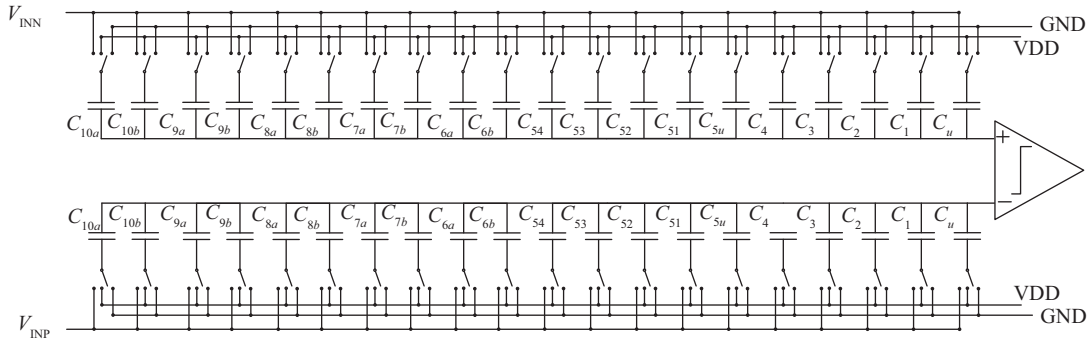 V_INN
GND
VDD
C_10a C_10b C_9a C_9b C_8a C_8b C_7a C_7b C_6a C_6b C_54 C_53 C_52 C_51 C_5u C_4 C_3 C_2 C_1 C_u
+
−
C_10a C_10b C_9a C_9b C_8a C_8b C_7a C_7b C_6a C_6b C_54 C_53 C_52 C_51 C_5u C_4 C_3 C_2 C_1 C_u
VDD
GND
V_INP